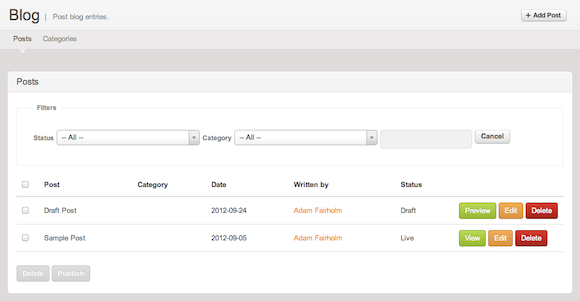 Blog | Post blog entries. + Add Post
Posts Categories
Posts
Filters
Status -- All -- Category -- All -- Cancel
Post Category Date Written by Status
Draft Post 2012-09-24 Adam Fairholm Draft Preview Edit Delete
Sample Post 2012-09-05 Adam Fairholm Live View Edit Delete
Delete Publish